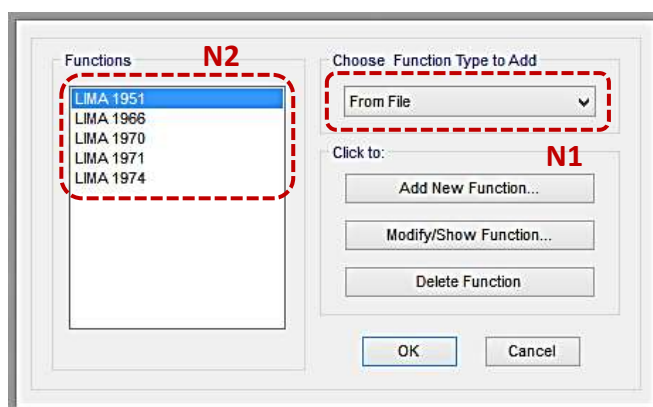 Functions
N2
LIMA 1951
LIMA 1966
LIMA 1970
LIMA 1971
LIMA 1974
Choose Function Type to Add
From File
Click to:
N1
Add New Function...
Modify/Show Function...
Delete Function
OK
Cancel